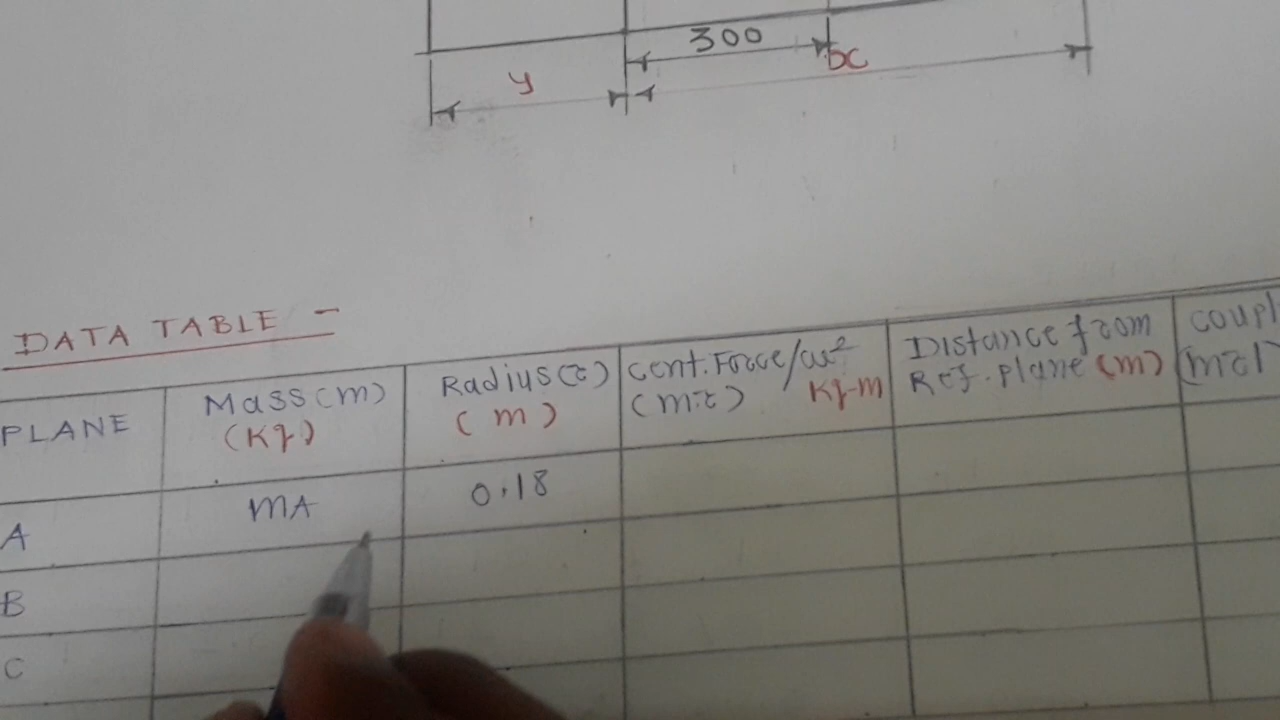 300
y
x
DATA TABLE -
PLANE
Mass (m)
(Kg)
Radius (r)
(m)
cent. Force/ω²
(m.r) Kg-m
Distance from
Ref. plane (m)
coupl
(mrl)
A
mA
0.18
B
C